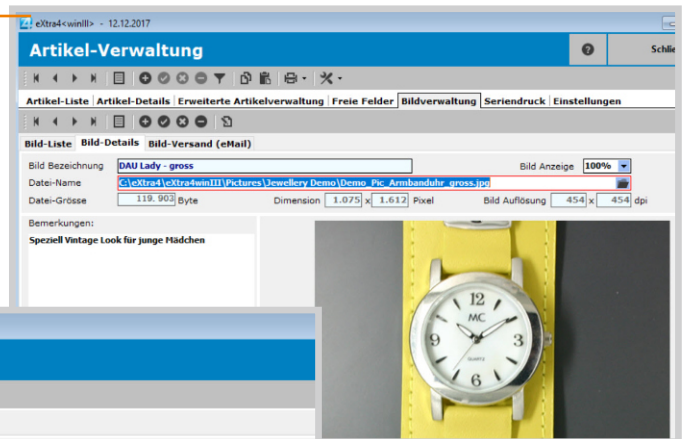 eXtra4<winIII> - 12.12.2017
Artikel-Verwaltung
Schlie
Artikel-Liste Artikel-Details Erweiterte Artikelverwaltung Freie Felder Bildverwaltung Seriendruck Einstellungen
Bild-Liste Bild-Details Bild-Versand (eMail)
Bild Bezeichnung DAU Lady - gross Bild Anzeige 100%
Datei-Name C:\eXtra4\eXtra4winIII\Pictures\Jewellery Demo\Demo_Pic_Armbanduhr_gross.jpg
Datei-Grösse 119. 903 Byte Dimension 1.075 x 1.612 Pixel Bild Auflösung 454 x 454 dpi
Bemerkungen:
Speziell Vintage Look für junge Mädchen
12
MC
9 3
QUARTZ
6